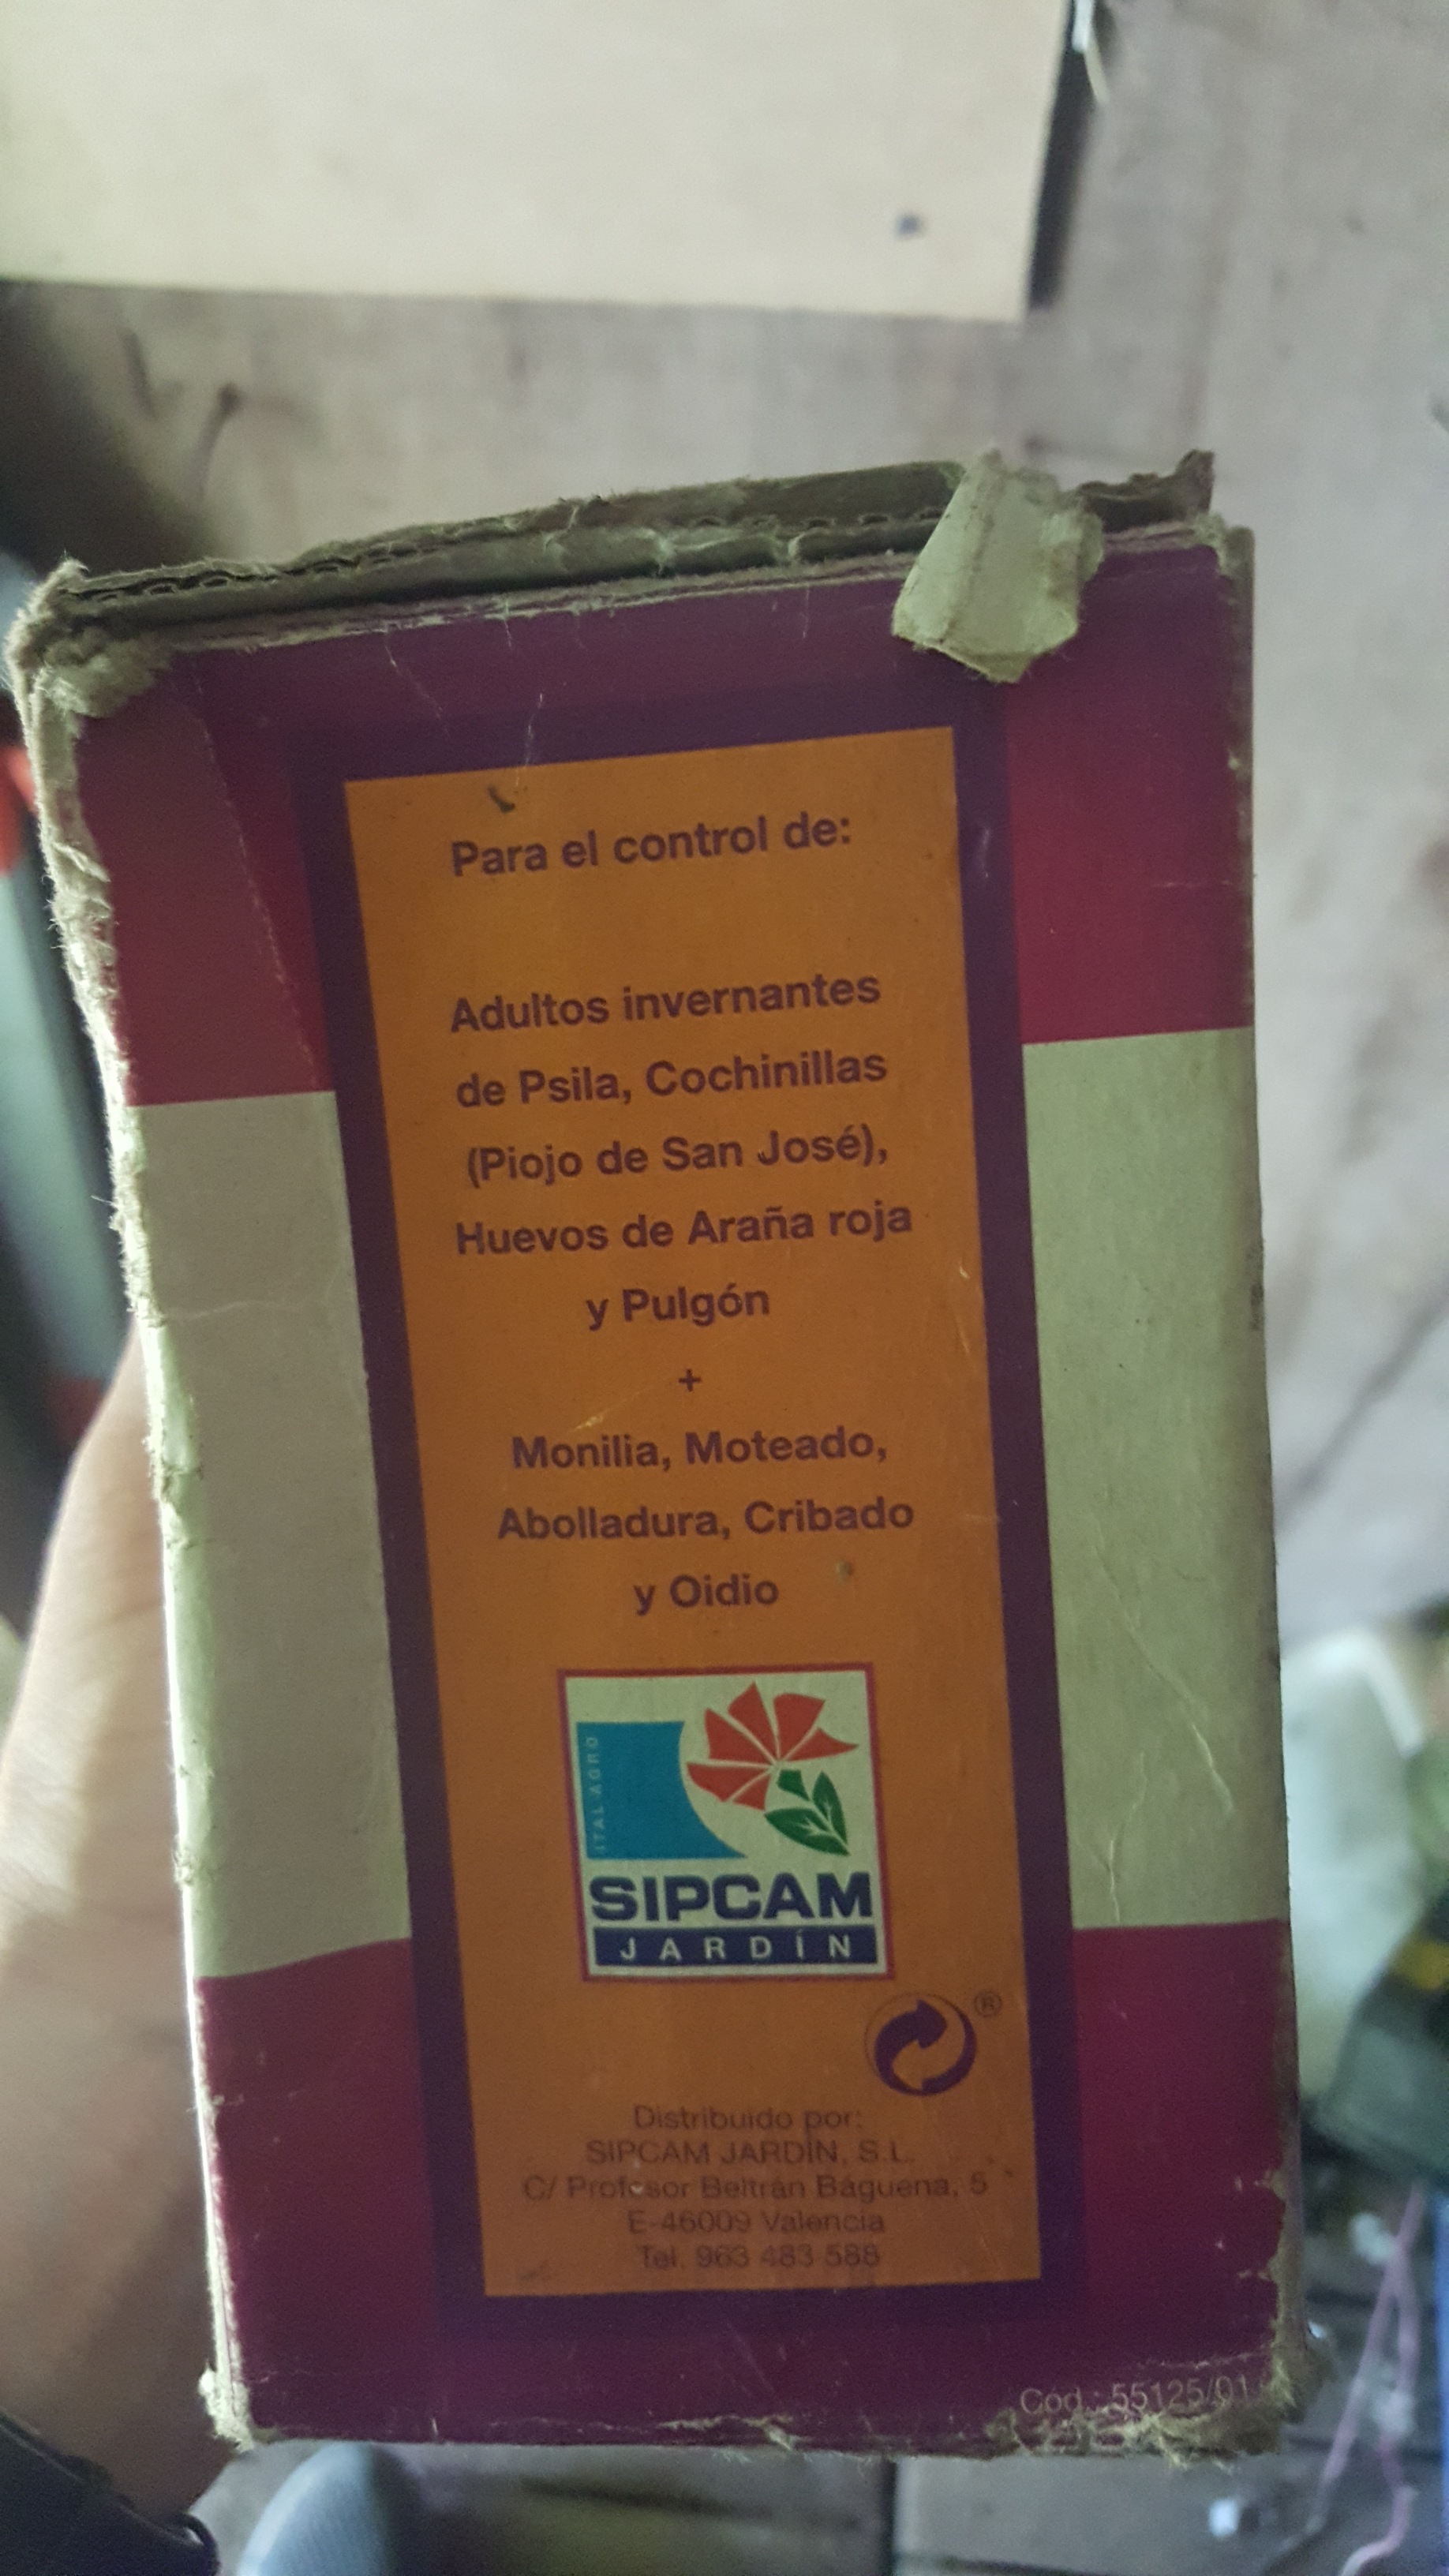 Para el control de:
Adultos invernantes
de Psila, Cochinillas
(Piojo de San José),
Huevos de Araña roja
y Pulgón
+
Monilia, Moteado,
Abolladura, Cribado
y Oidio
ITAL AGRO
SIPCAM
JARDÍN
®
Distribuido por:
SIPCAM JARDÍN, S.L.
C/ Profesor Beltrán Báguena, 5
E-46009 Valencia
Tel. 963 483 588
Cód.: 55125/01